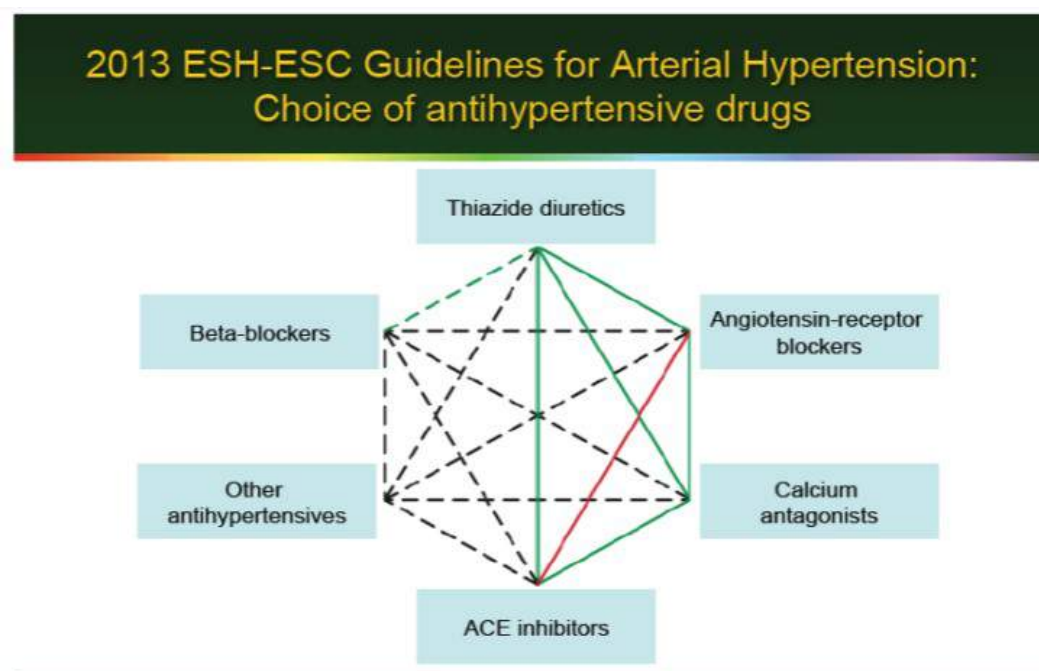 2013 ESH-ESC Guidelines for Arterial Hypertension:
Choice of antihypertensive drugs
Thiazide diuretics
Beta-blockers
Angiotensin-receptor
blockers
Other
antihypertensives
Calcium
antagonists
ACE inhibitors